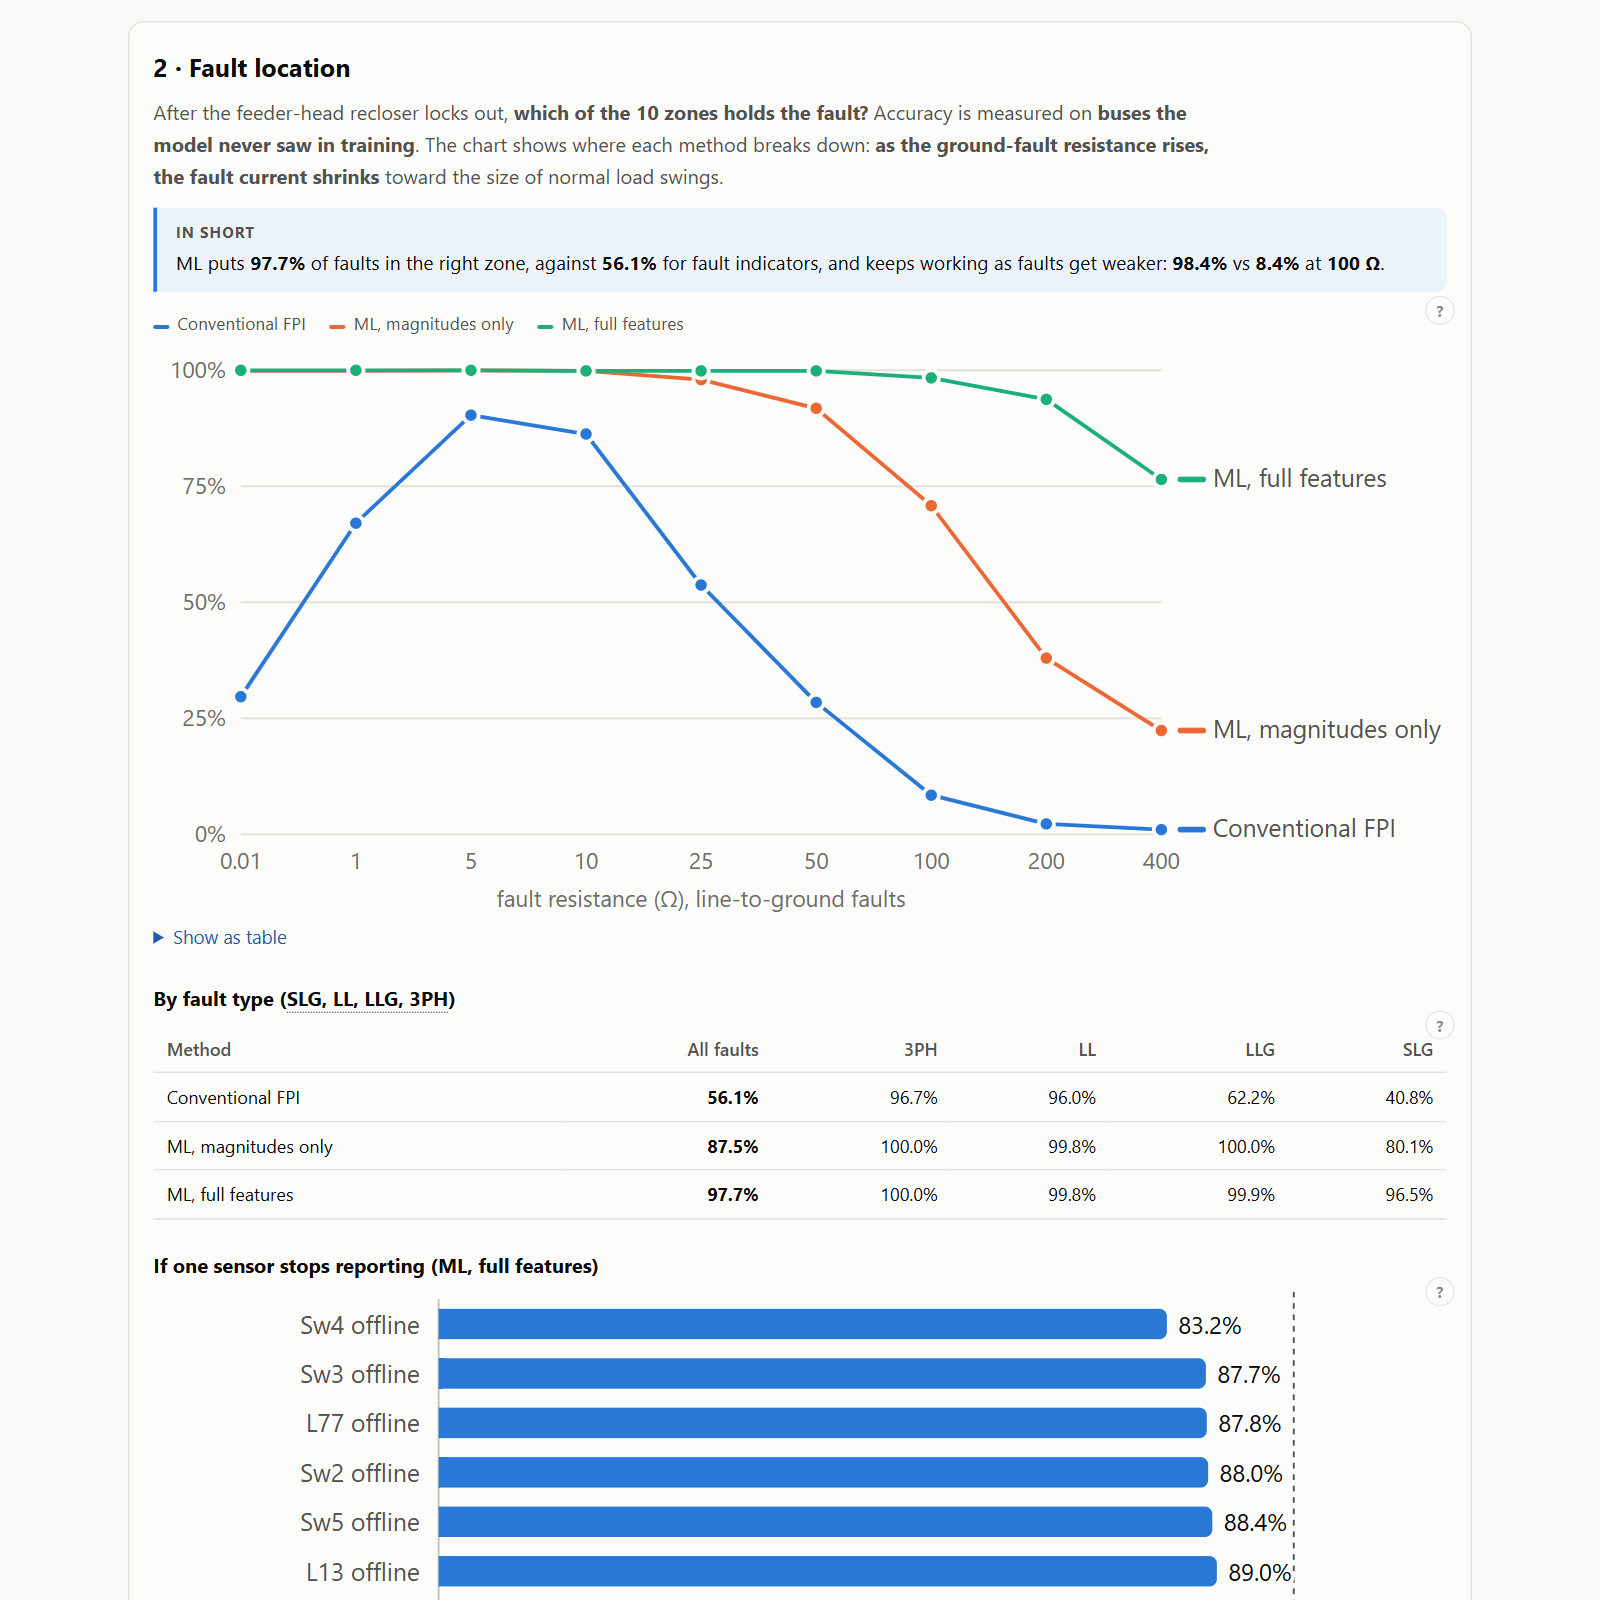 2 · Fault location
After the feeder-head recloser locks out, which of the 10 zones holds the fault? Accuracy is measured on buses the
model never saw in training. The chart shows where each method breaks down: as the ground-fault resistance rises,
the fault current shrinks toward the size of normal load swings.
IN SHORT
ML puts 97.7% of faults in the right zone, against 56.1% for fault indicators, and keeps working as faults get weaker: 98.4% vs 8.4% at 100 Ω.
?
Conventional FPI ML, magnitudes only ML, full features
100%
75%
ML, full features
50%
25%
ML, magnitudes only
0%
Conventional FPI
0.01 1 5 10 25 50 100 200 400
fault resistance (Ω), line-to-ground faults
▶ Show as table
By fault type (SLG, LL, LLG, 3PH)
?
Method All faults 3PH LL LLG SLG
Conventional FPI 56.1% 96.7% 96.0% 62.2% 40.8%
ML, magnitudes only 87.5% 100.0% 99.8% 100.0% 80.1%
ML, full features 97.7% 100.0% 99.8% 99.9% 96.5%
If one sensor stops reporting (ML, full features)
?
Sw4 offline 83.2%
Sw3 offline 87.7%
L77 offline 87.8%
Sw2 offline 88.0%
Sw5 offline 88.4%
L13 offline 89.0%